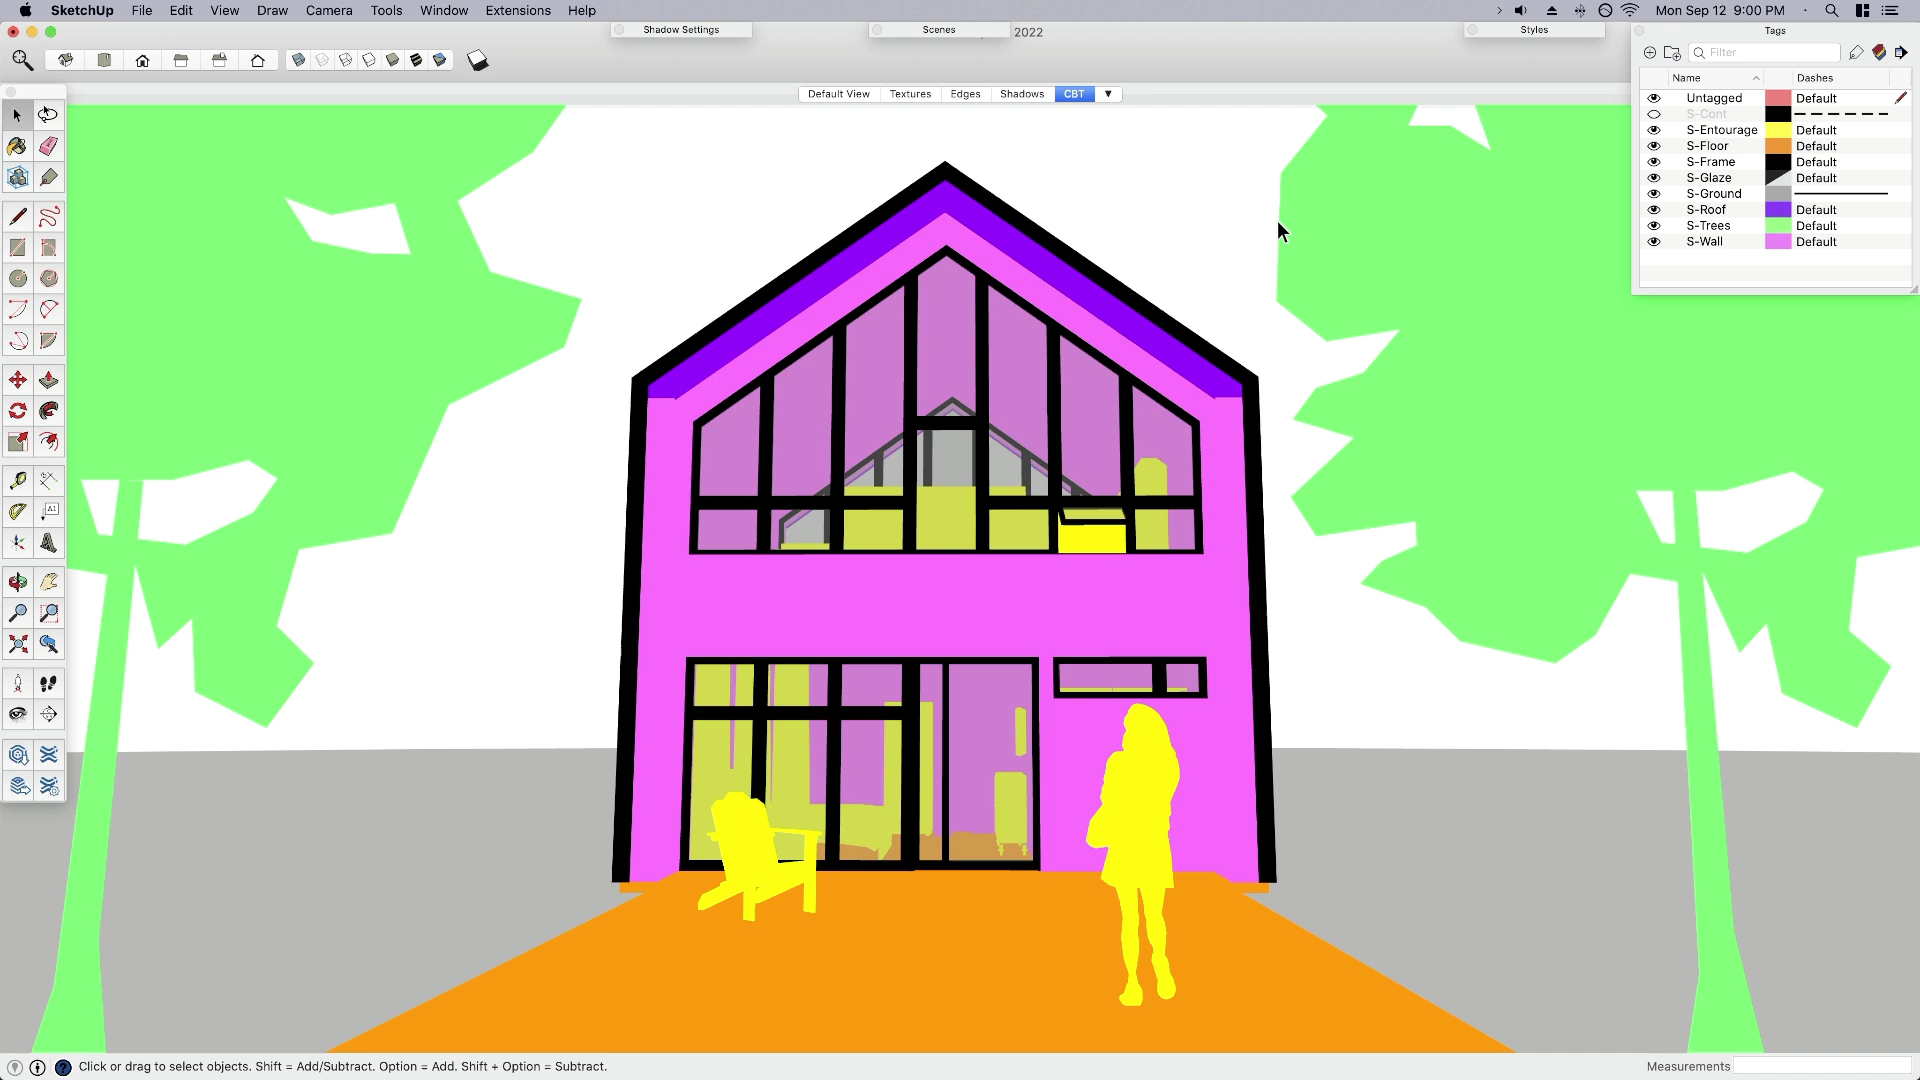 SketchUp File Edit View Draw Camera Tools Window Extensions Help Mon Sep 12 9:00 PM
Shadow Settings Scenes 2022 Styles Tags
Filter
Name Dashes
Default View Textures Edges Shadows CBT
Untagged Default
S-Cont
S-Entourage Default
S-Floor Default
S-Frame Default
S-Glaze Default
S-Ground
S-Roof Default
S-Trees Default
S-Wall Default
A1
Click or drag to select objects. Shift = Add/Subtract. Option = Add. Shift + Option = Subtract. Measurements